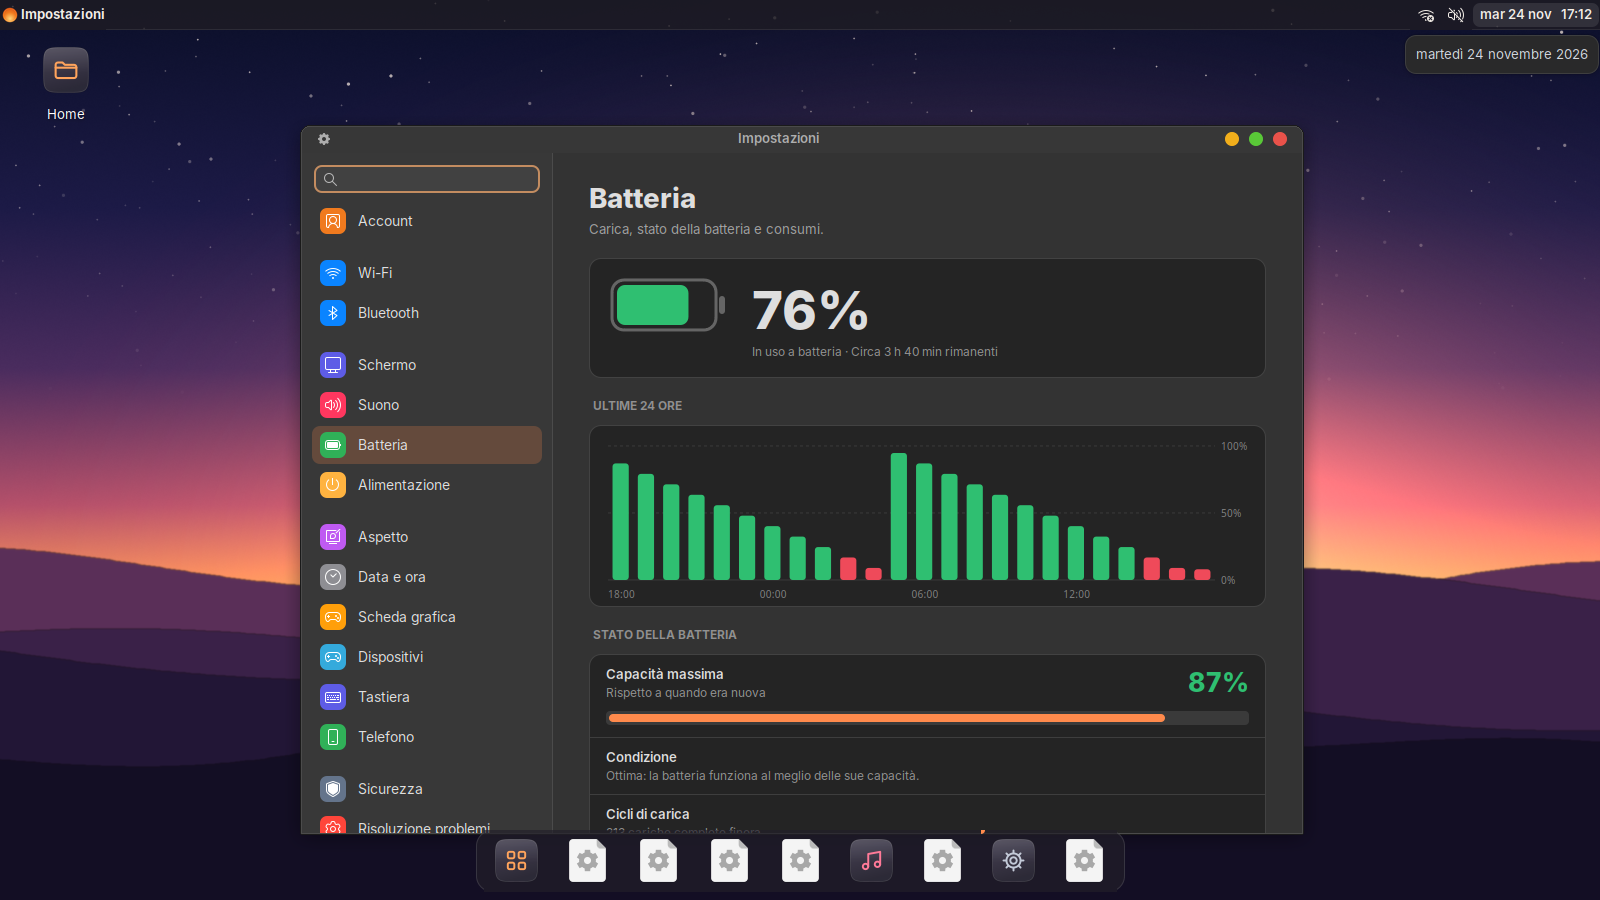 Impostazioni
mar 24 nov 17:12
martedì 24 novembre 2026
Home
Impostazioni
Account
Wi-Fi
Bluetooth
Schermo
Suono
Batteria
Alimentazione
Aspetto
Data e ora
Scheda grafica
Dispositivi
Tastiera
Telefono
Sicurezza
Risoluzione problemi
Batteria
Carica, stato della batteria e consumi.
76%
In uso a batteria · Circa 3 h 40 min rimanenti
ULTIME 24 ORE
100%
50%
0%
18:00 00:00 06:00 12:00
STATO DELLA BATTERIA
Capacità massima
Rispetto a quando era nuova
87%
Condizione
Ottima: la batteria funziona al meglio delle sue capacità.
Cicli di carica